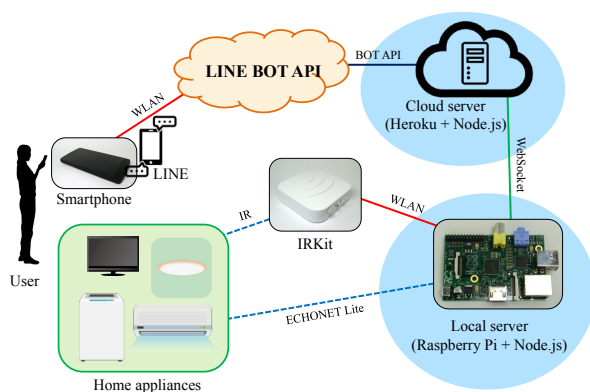 LINE BOT API
BOT API
WLAN
Cloud server
(Heroku + Node.js)
LINE
Smartphone
WebSocket
User
IR
IRKit
WLAN
ECHONET Lite
Local server
(Raspberry Pi + Node.js)
Home appliances